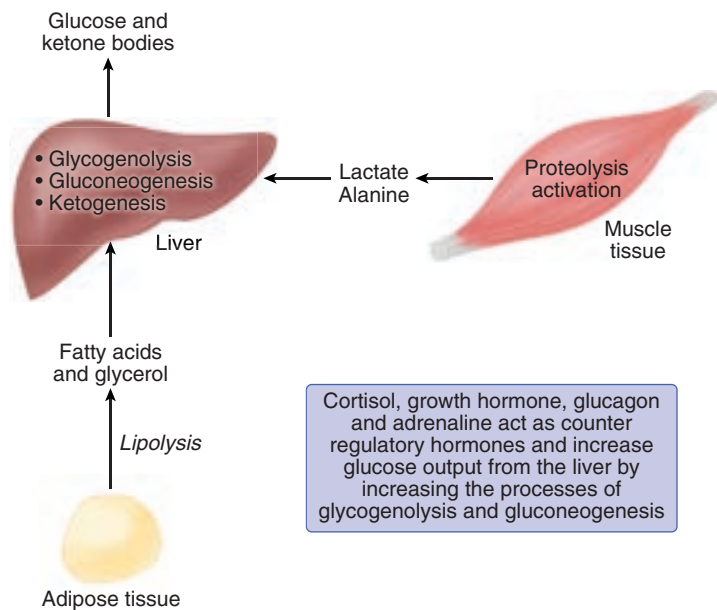 Glucose and
ketone bodies
• Glycogenolysis
• Gluconeogenesis
• Ketogenesis
Liver
Lactate
Alanine
Proteolysis
activation
Muscle
tissue
Fatty acids
and glycerol
Lipolysis
Adipose tissue
Cortisol, growth hormone, glucagon
and adrenaline act as counter
regulatory hormones and increase
glucose output from the liver by
increasing the processes of
glycogenolysis and gluconeogenesis